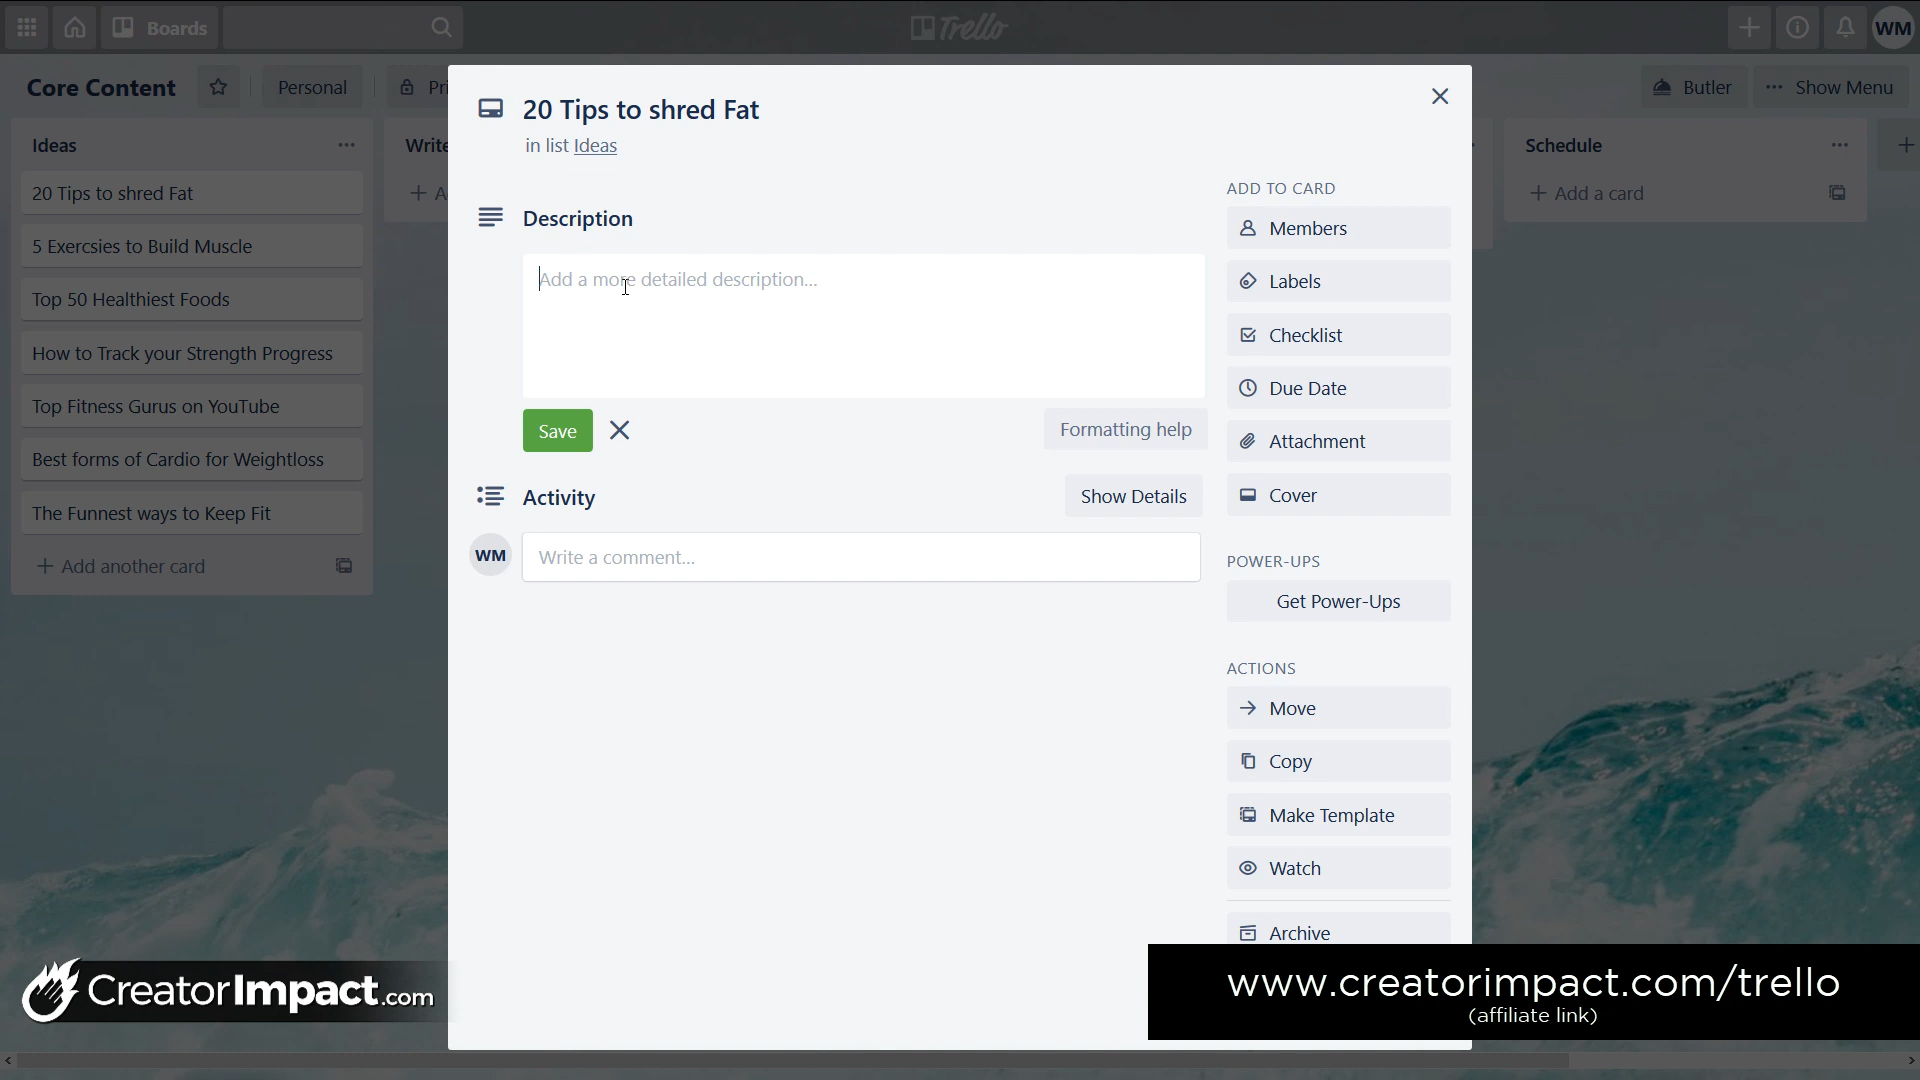 Boards
Trello
WM
Core Content
Personal
Pri
Butler
Show Menu
Ideas
20 Tips to shred Fat
5 Exercsies to Build Muscle
Top 50 Healthiest Foods
How to Track your Strength Progress
Top Fitness Gurus on YouTube
Best forms of Cardio for Weightloss
The Funnest ways to Keep Fit
+ Add another card
Write
+ A
20 Tips to shred Fat
in list Ideas
Description
Add a more detailed description...
Save
Formatting help
Activity
Show Details
WM
Write a comment...
ADD TO CARD
Members
Labels
Checklist
Due Date
Attachment
Cover
POWER-UPS
Get Power-Ups
ACTIONS
Move
Copy
Make Template
Watch
Archive
Schedule
+ Add a card
CreatorImpact.com
www.creatorimpact.com/trello
(affiliate link)